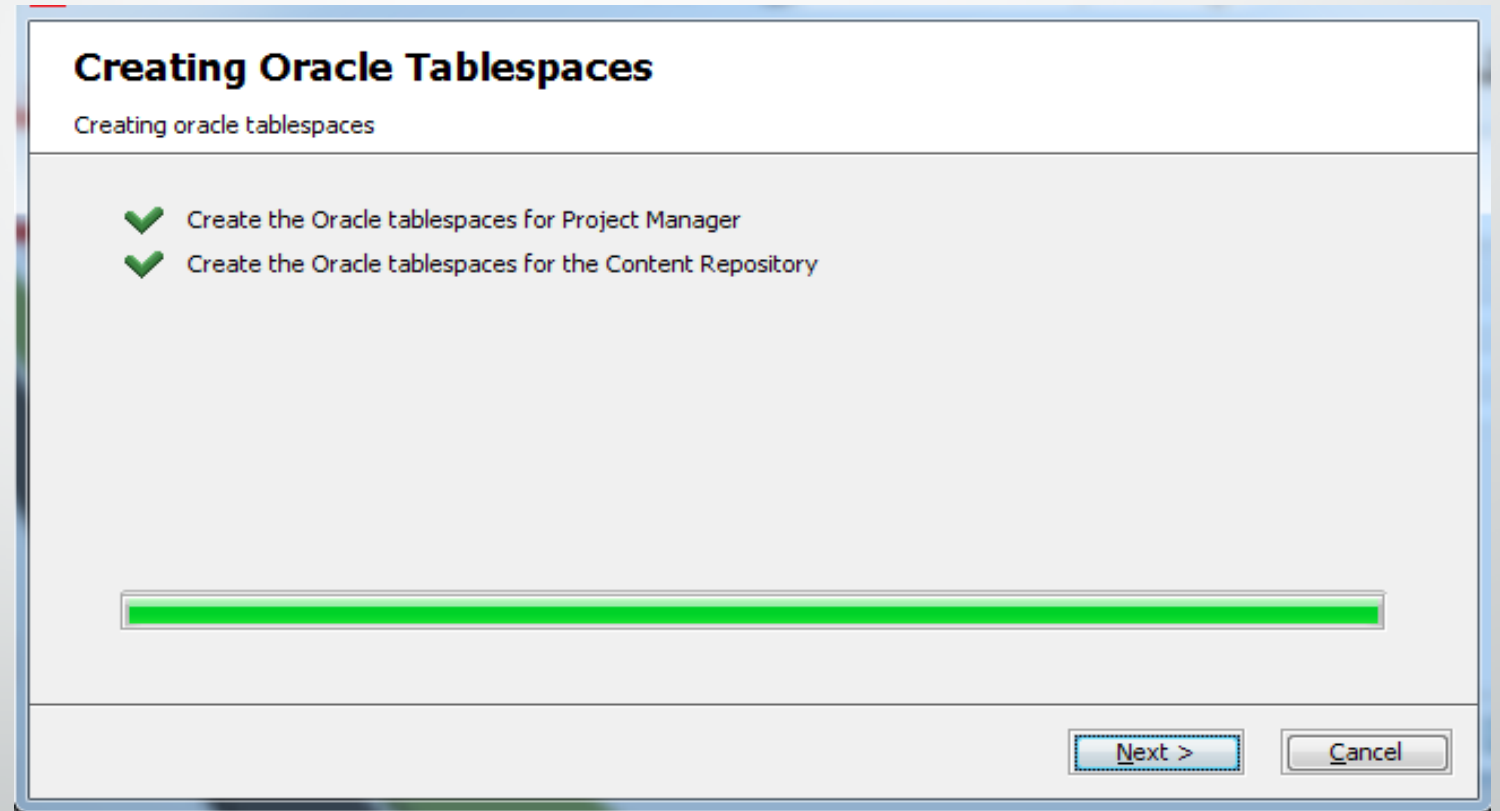 Creating Oracle Tablespaces
Creating oracle tablespaces
Create the Oracle tablespaces for Project Manager
Create the Oracle tablespaces for the Content Repository
Next >
Cancel